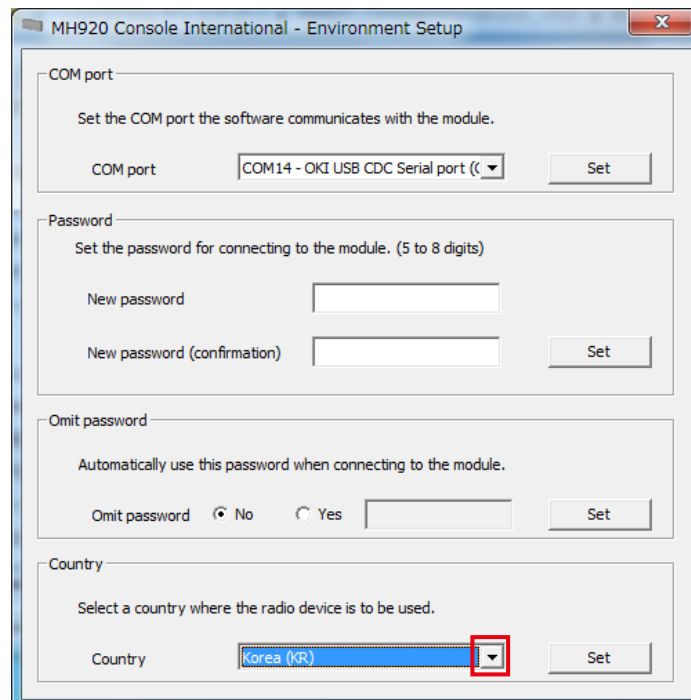 MH920 Console International - Environment Setup
COM port
Set the COM port the software communicates with the module.
COM port COM14 - OKI USB CDC Serial port (C Set
Password
Set the password for connecting to the module. (5 to 8 digits)
New password
New password (confirmation) Set
Omit password
Automatically use this password when connecting to the module.
Omit password No Yes Set
Country
Select a country where the radio device is to be used.
Country Korea (KR) Set